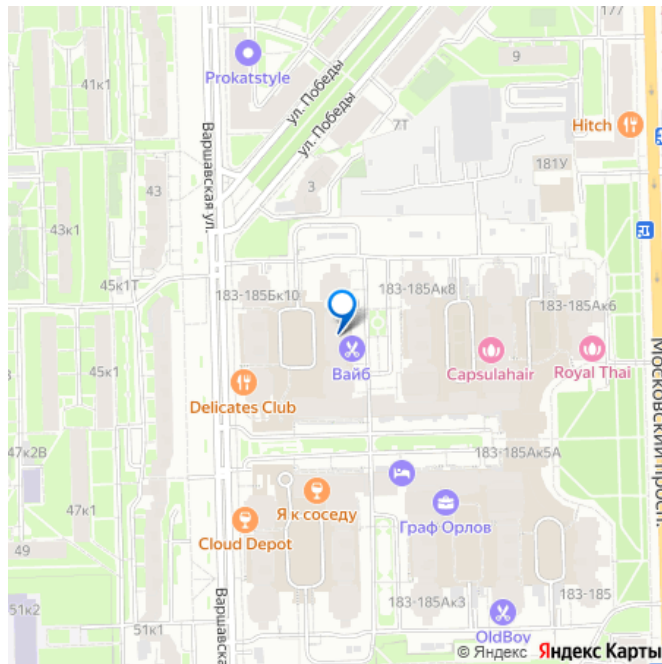 177
9
41к1
Prokatstyle
ул. Победы
ул. Победы
7Т
Hitch
181У
Варшавская ул.
43
3
43к1
45к1Т
183-185Бк10
183-185Ак8
183-185Ак6
45к1
Вайб
Capsulahair
Royal Thai
Delicates Club
Московский просп.
47к2В
183-185Ак5А
47к1
Я к соседу
Граф Орлов
Cloud Depot
49
Варшавска
183-185Ак3
183-185
51к2
51к1
OldBoy
© Яндекс Яндекс Карты